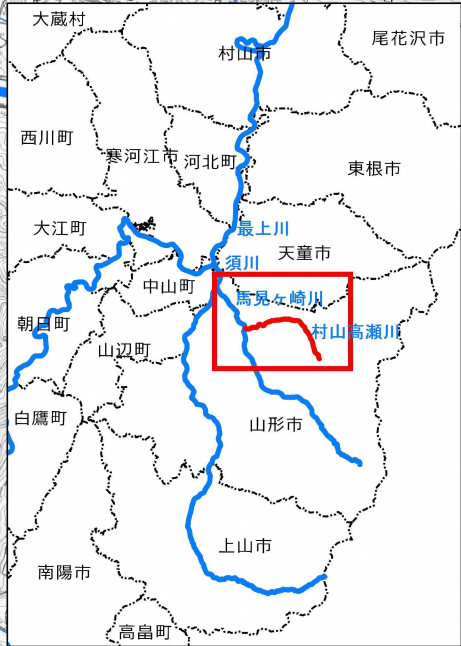 大蔵村
尾花沢市
村山市
西川町
寒河江市
河北町
東根市
大江町
最上川
天童市
須川
中山町
馬見ヶ崎川
朝日町
村山高瀬川
山辺町
白鷹町
山形市
上山市
南陽市
高畠町